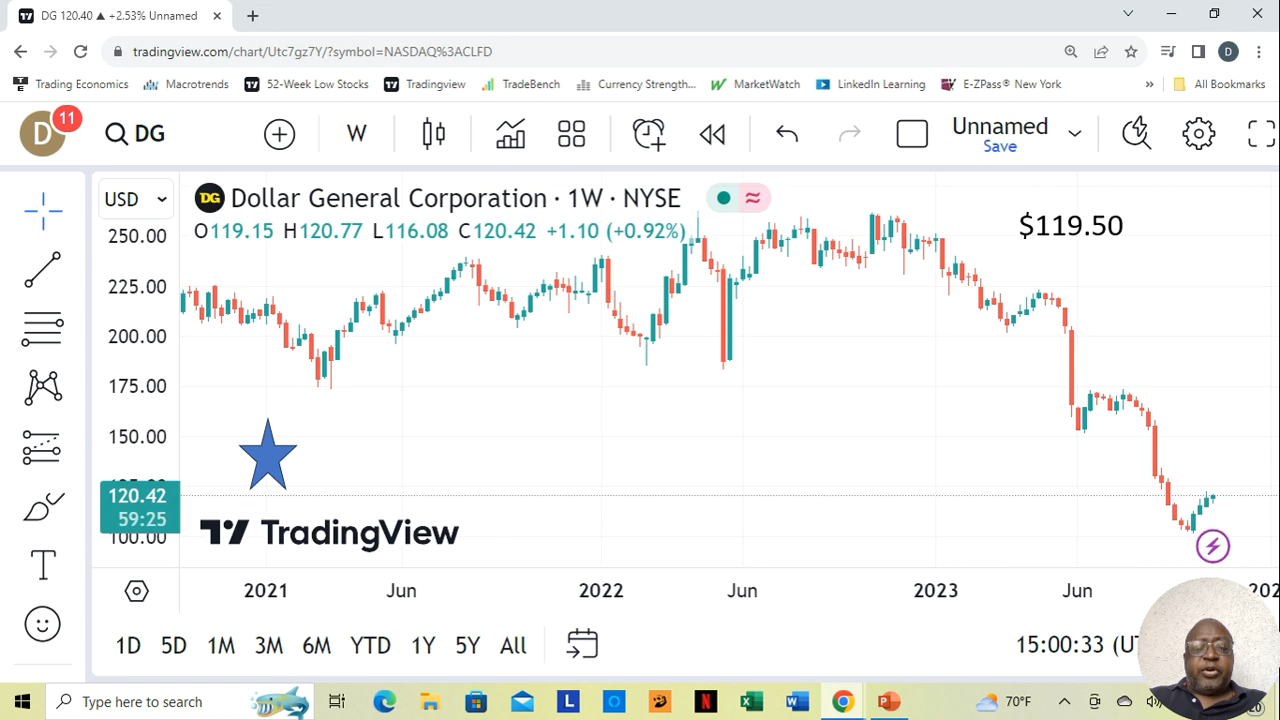 DG 120.40 ▲ +2.53% Unnamed
tradingview.com/chart/Utc7gz7Y/?symbol=NASDAQ%3ACLFD
D
Trading Economics Macrotrends 52-Week Low Stocks Tradingview TradeBench Currency Strength... MarketWatch LinkedIn Learning E-ZPass® New York » All Bookmarks
D 11 DG W Unnamed
Save
USD DG Dollar General Corporation · 1W · NYSE
O119.15 H120.77 L116.08 C120.42 +1.10 (+0.92%)
$119.50
250.00
225.00
200.00
175.00
150.00
120.42
59:25
100.00
TradingView
2021 Jun 2022 Jun 2023 Jun
1D 5D 1M 3M 6M YTD 1Y 5Y All 15:00:33 (UT
Type here to search L 70°F